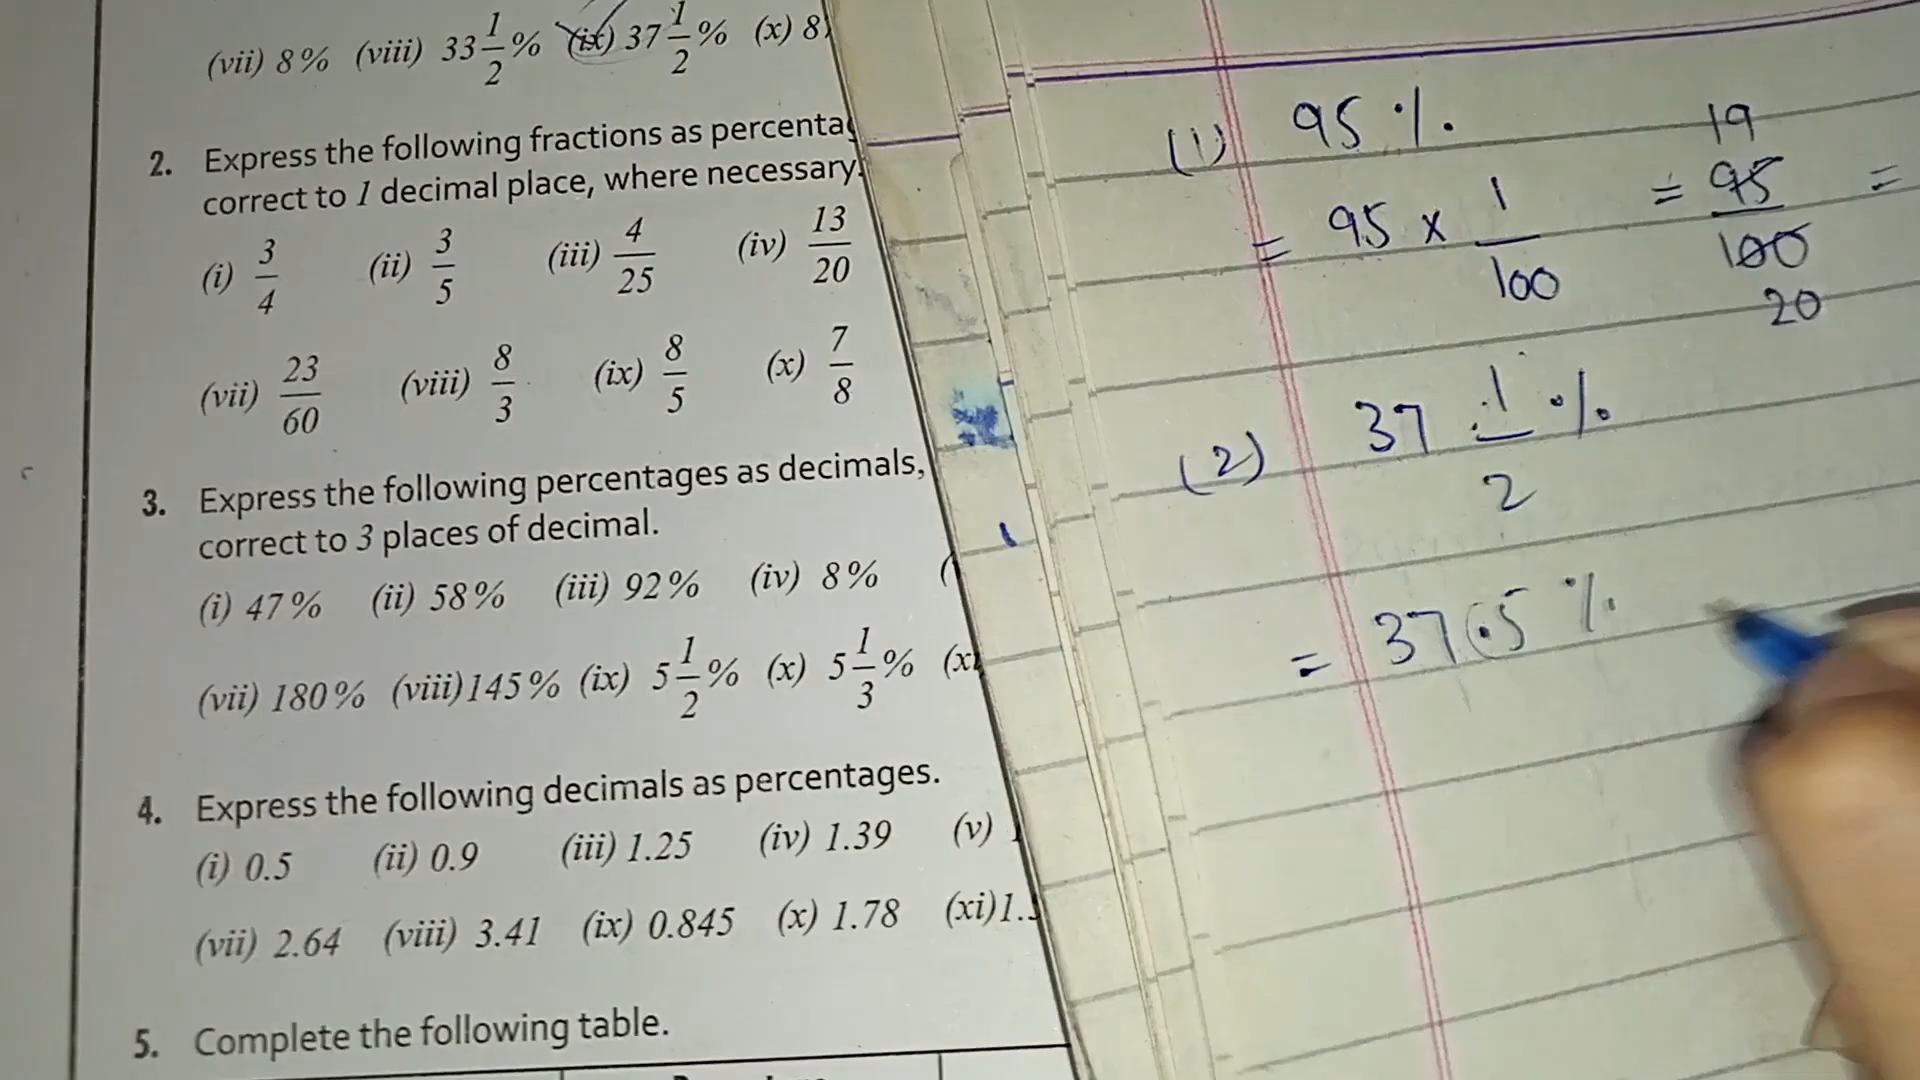 (vii) 8% (viii) 33 1/2 % (ix) 37 1/2 % (x) 8
2. Express the following fractions as
correct to 1 decimal place, where necessary.
(i) 3/4 (ii) 3/5 (iii) 4/25 (iv) 13/20
(vii) 23/60 (viii) 8/3 (ix) 8/5 (x) 7/8
3. Express the following percentages as decimals,
correct to 3 places of decimal.
(i) 47% (ii) 58% (iii) 92% (iv) 8% (
(vii) 180% (viii) 145% (ix) 5 1/2 % (x) 5 1/3 %
4. Express the following decimals as percentages.
(i) 0.5 (ii) 0.9 (iii) 1.25 (iv) 1.39 (v)
(vii) 2.64 (viii) 3.41 (ix) 0.845 (x) 1.78 (xi) 1.
5. Complete the following table.
(1) 95 %
= 95 x 1/100 = 95/100 =
19
20
(2) 37 1/2 %
= 37.5 %